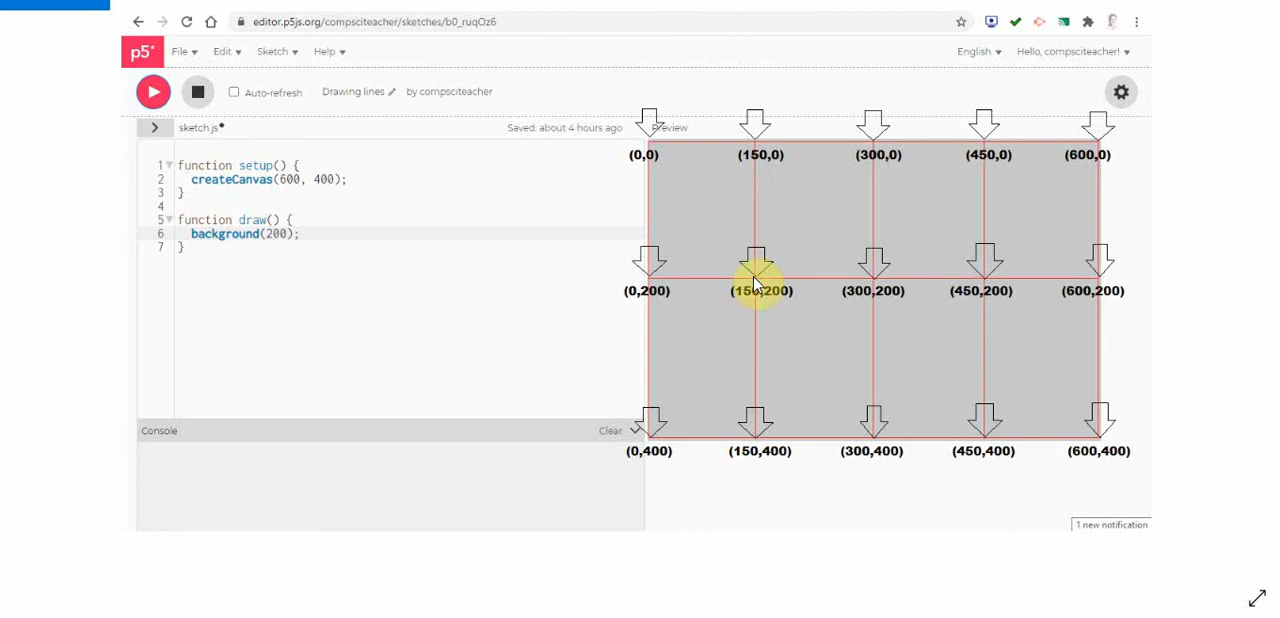 editor.p5js.org/compsciteacher/sketches/b0_ruqOz6
p5* File Edit Sketch Help English Hello, compsciteacher!
Auto-refresh Drawing lines by compsciteacher
sketch.js Saved: about 4 hours ago Preview
(0,0) (150,0) (300,0) (450,0) (600,0)
1 function setup() {
2 createCanvas(600, 400);
3 }
4
5 function draw() {
6 background(200);
7 }
(0,200) (150,200) (300,200) (450,200) (600,200)
Console Clear
(0,400) (150,400) (300,400) (450,400) (600,400)
1 new notification